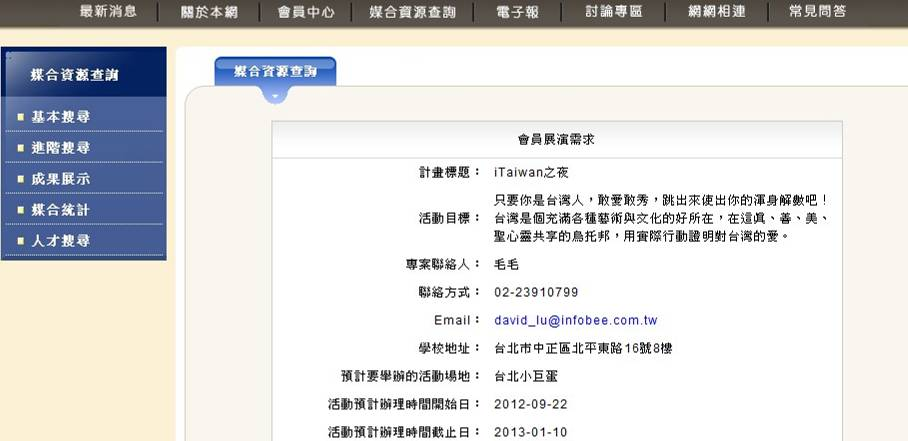 最新消息 關於本網 會員中心 媒合資源查詢 電子報 討論專區 網網相連 常見問答
媒合資源查詢
基本搜尋
進階搜尋
成果展示
媒合統計
人才搜尋
媒合資源查詢
會員展演需求
計畫標題： iTaiwan之夜
活動目標： 只要你是台灣人，敢愛敢秀，跳出來使出你的渾身解數吧！
台灣是個充滿各種藝術與文化的好所在，在這真、善、美、
聖心靈共享的烏托邦，用實際行動證明對台灣的愛。
專案聯絡人： 毛毛
聯絡方式： 02-23910799
Email： david_lu@infobee.com.tw
學校地址： 台北市中正區北平東路16號8樓
預計要舉辦的活動場地： 台北小巨蛋
活動預計辦理時間開始日： 2012-09-22
活動預計辦理時間截止日： 2013-01-10